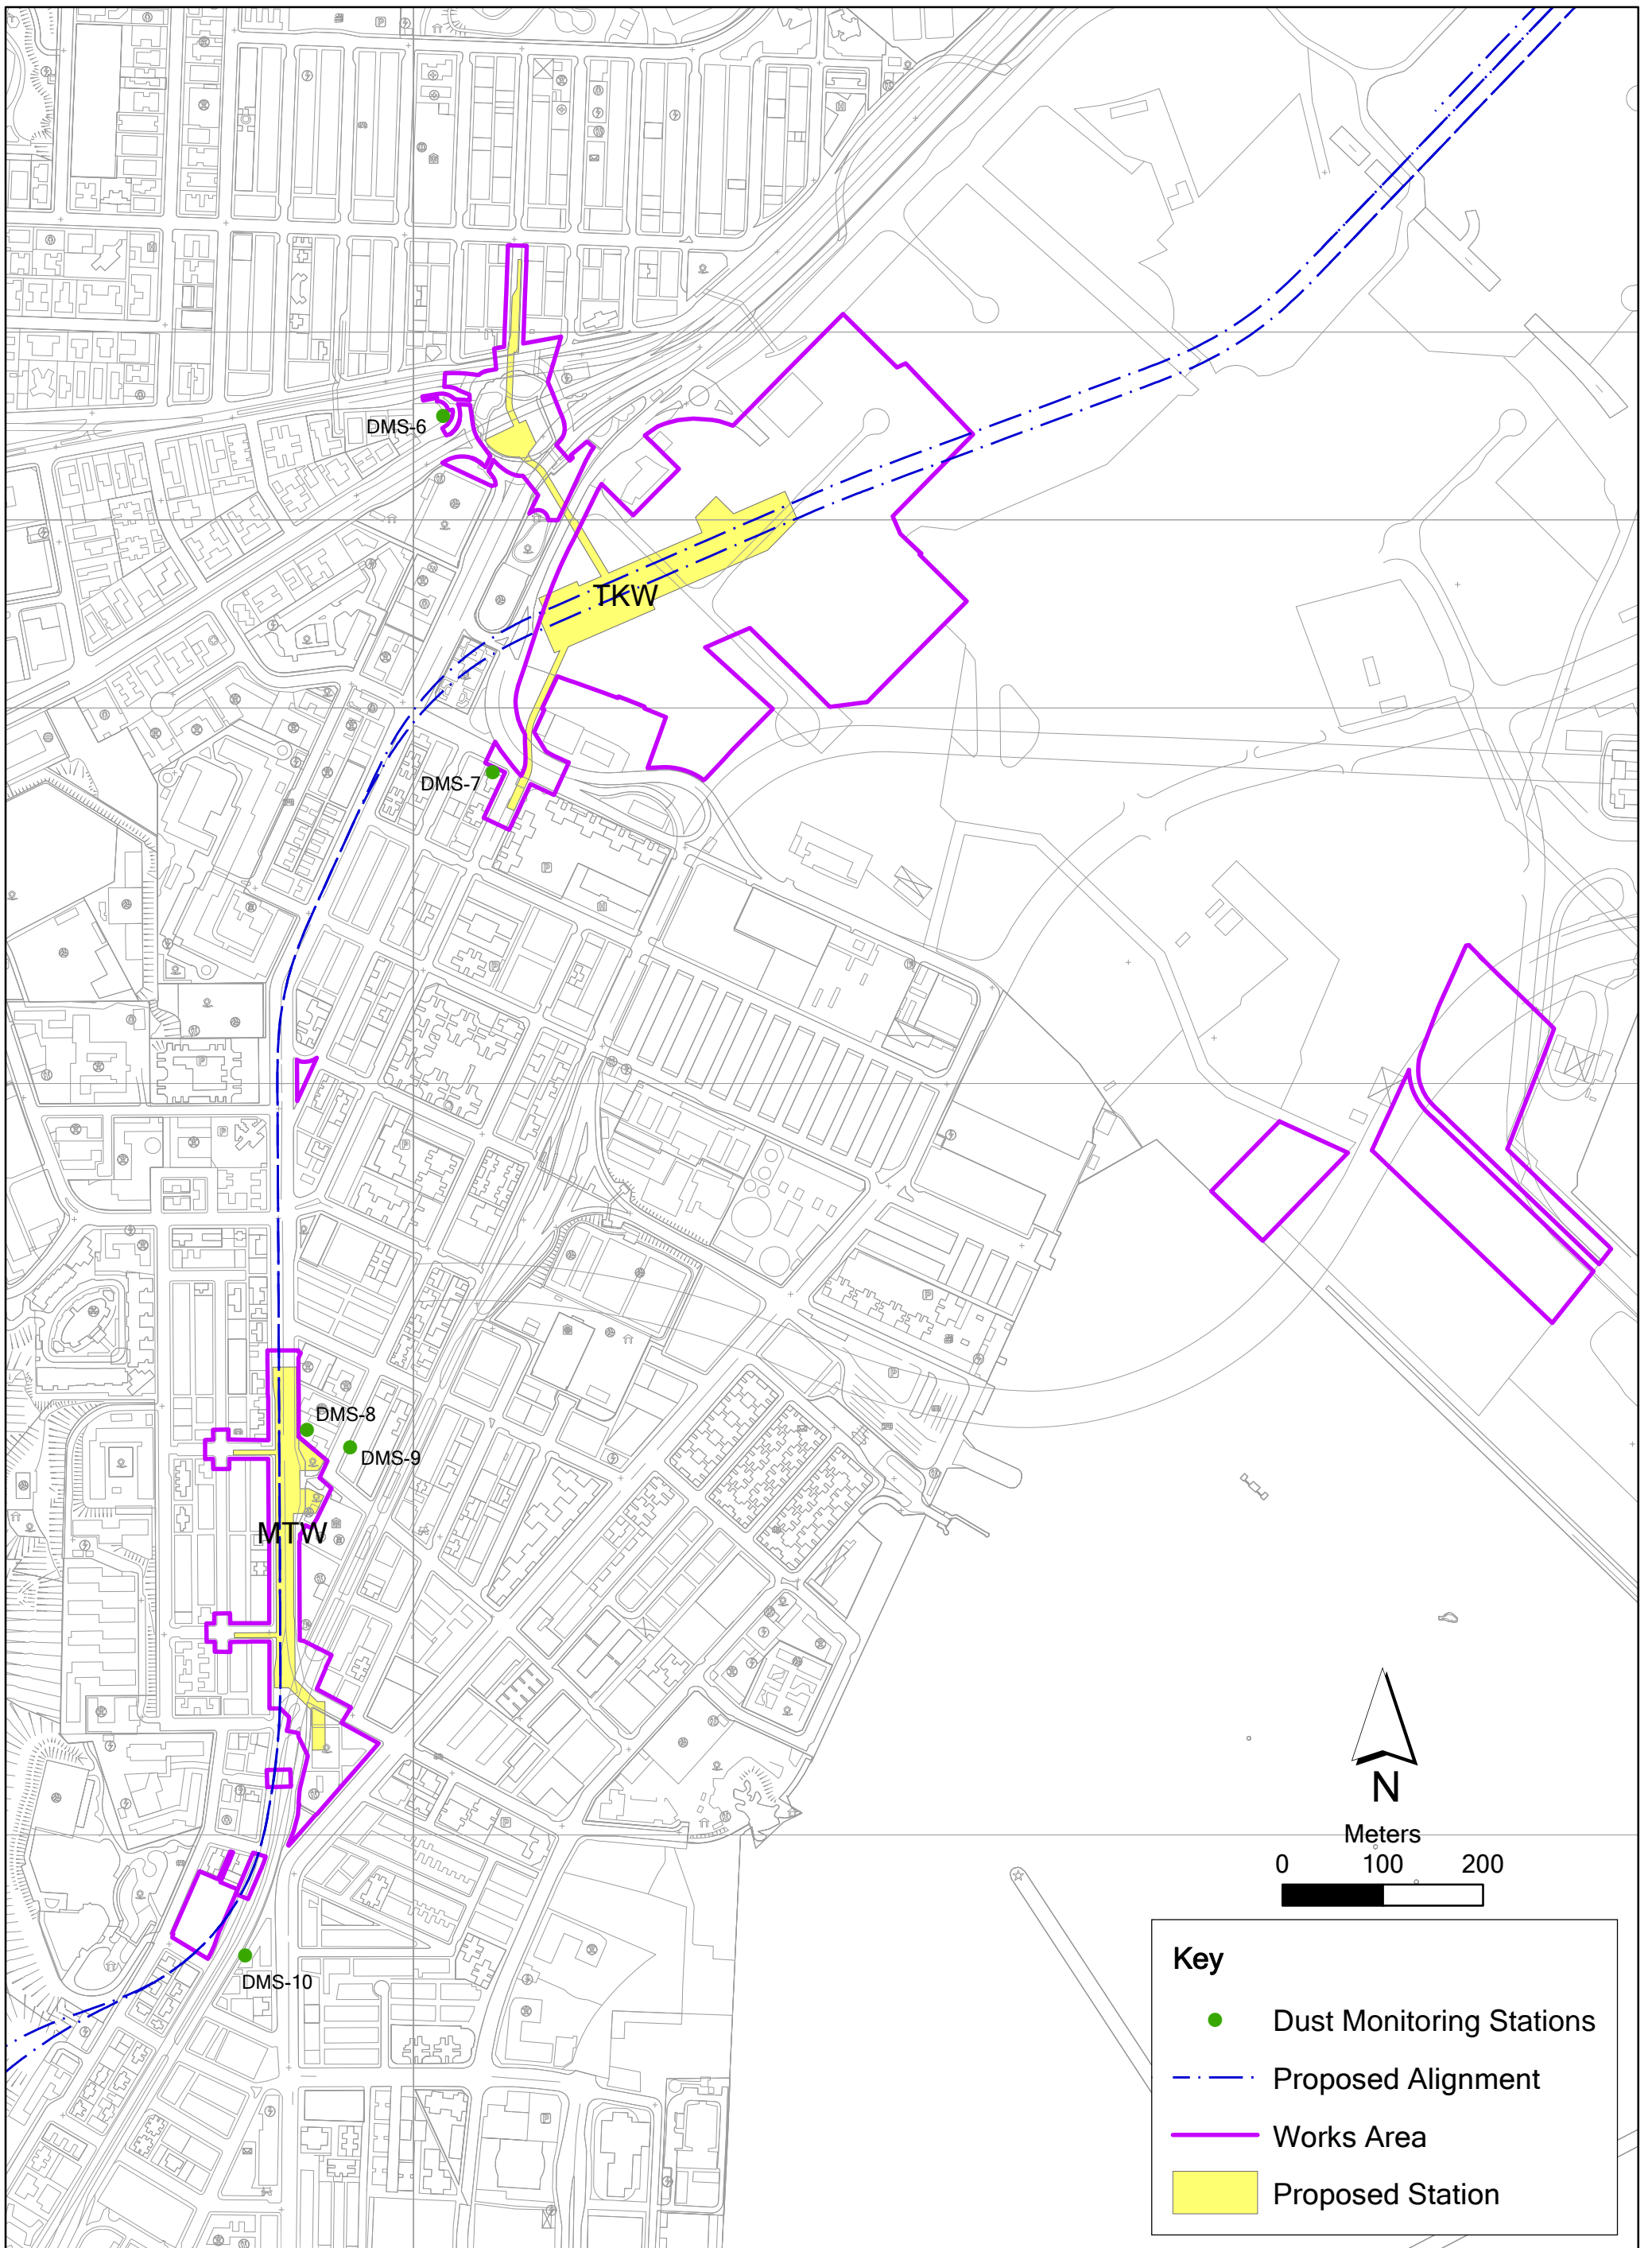 DMS-6
TKW
DMS-7
DMS-8
DMS-9
MTW
DMS-10
N
Meters
0 100 200
Key
Dust Monitoring Stations
Proposed Alignment
Works Area
Proposed Station